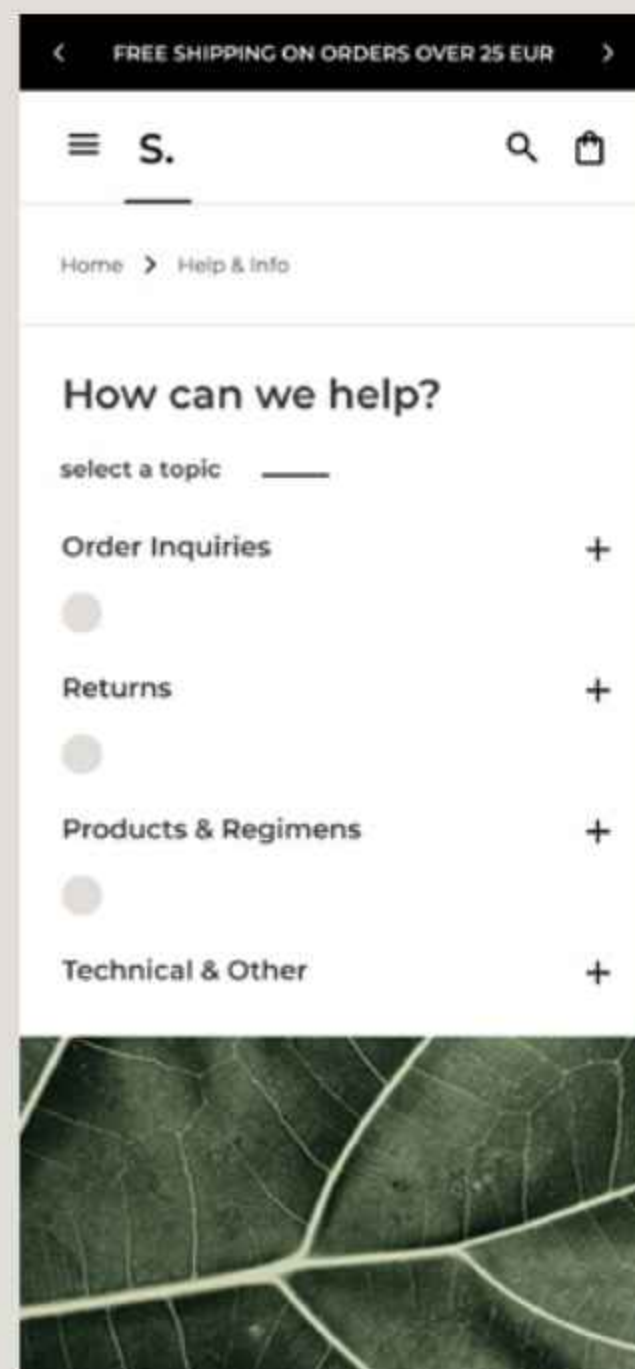 FREE SHIPPING ON ORDERS OVER 25 EUR
S.
Home > Help & Info
How can we help?
select a topic
Order Inquiries +
Returns +
Products & Regimens +
Technical & Other +